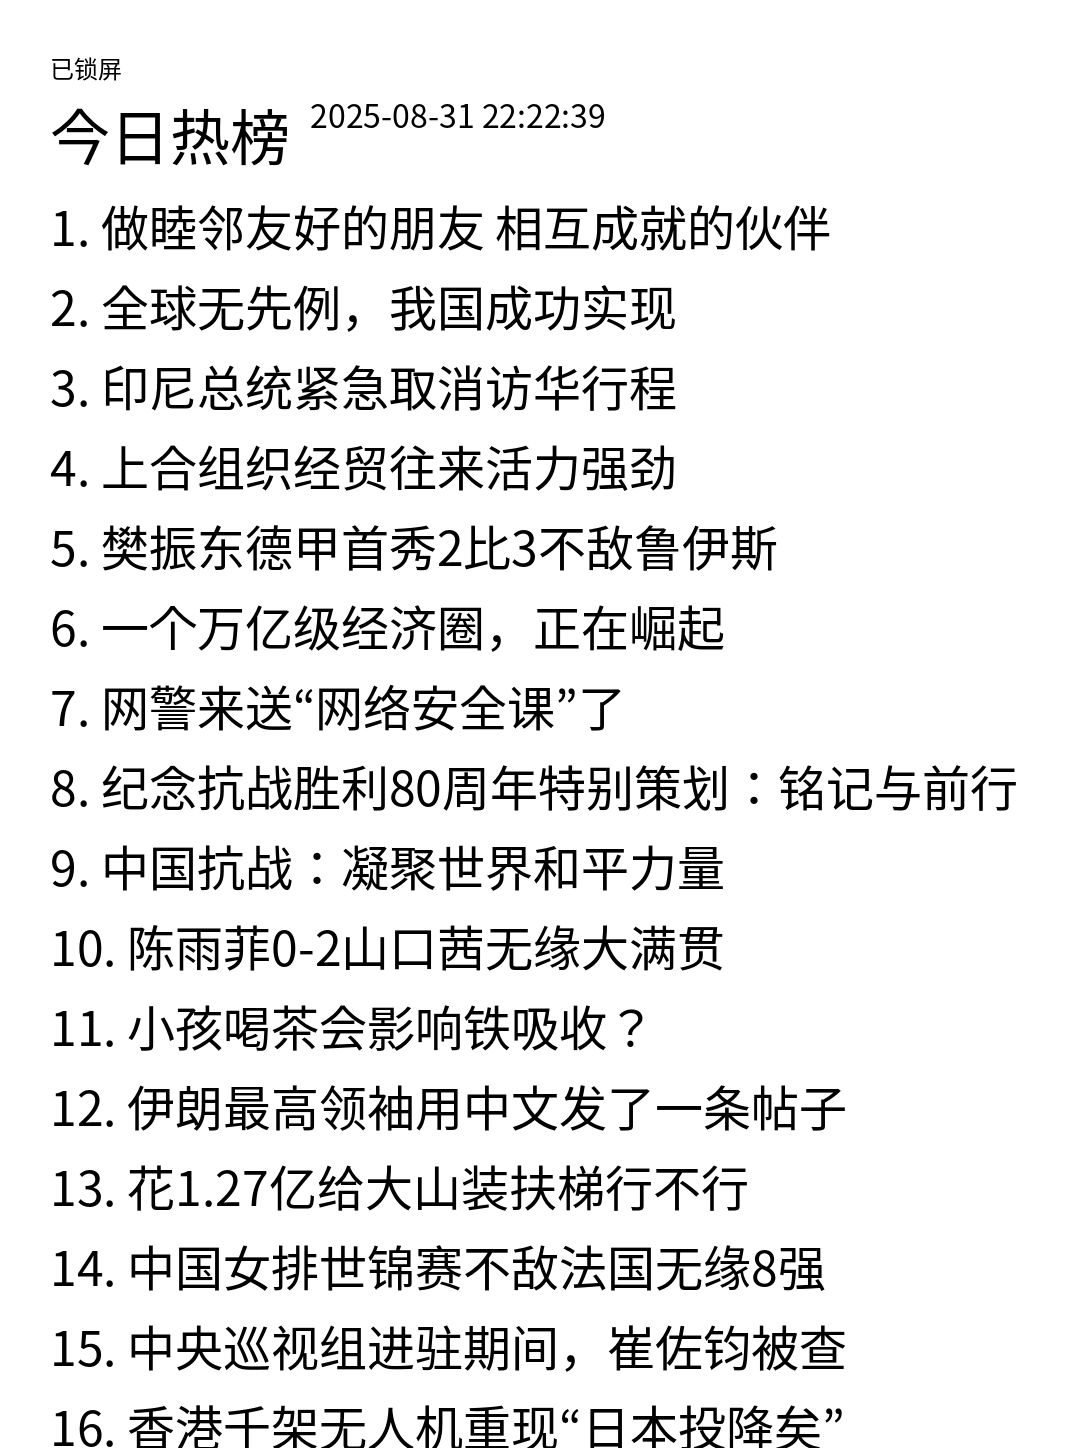 已锁屏
今日热榜 2025-08-31 22:22:39
1. 做睦邻友好的朋友 相互成就的伙伴
2. 全球无先例，我国成功实现
3. 印尼总统紧急取消访华行程
4. 上合组织经贸往来活力强劲
5. 樊振东德甲首秀2比3不敌鲁伊斯
6. 一个万亿级经济圈，正在崛起
7. 网警来送“网络安全课”了
8. 纪念抗战胜利80周年特别策划：铭记与前行
9. 中国抗战：凝聚世界和平力量
10. 陈雨菲0-2山口茜无缘大满贯
11. 小孩喝茶会影响铁吸收？
12. 伊朗最高领袖用中文发了一条帖子
13. 花1.27亿给大山装扶梯行不行
14. 中国女排世锦赛不敌法国无缘8强
15. 中央巡视组进驻期间，崔佐钧被查
16. 香港千架无人机重现“日本投降矣”